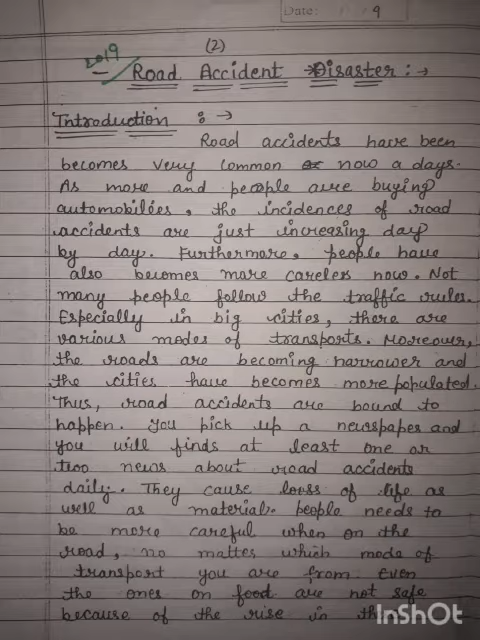 Date: 9
(2)
2019
Road Accident → Disaster : →
Introduction : →
Road accidents have been
becomes very common now a days.
As more and people are buying
automobiles, the incidences of road
accidents are just increasing day
by day. Furthermore, people have
also becomes more careless now. Not
many people follow the traffic rules.
Especially in big cities, there are
various modes of transports. Moreover,
the roads are becoming narrower and
the cities have becomes more populated.
Thus, road accidents are bound to
happen. You pick up a newspaper and
you will finds at least one or
two news about road accidents
daily. They cause loss of life as
well as material. People needs to
be more careful when on the
road, no matter which mode of
transport you are from. Even
the ones on food are not safe
because of the rise in
InShOt